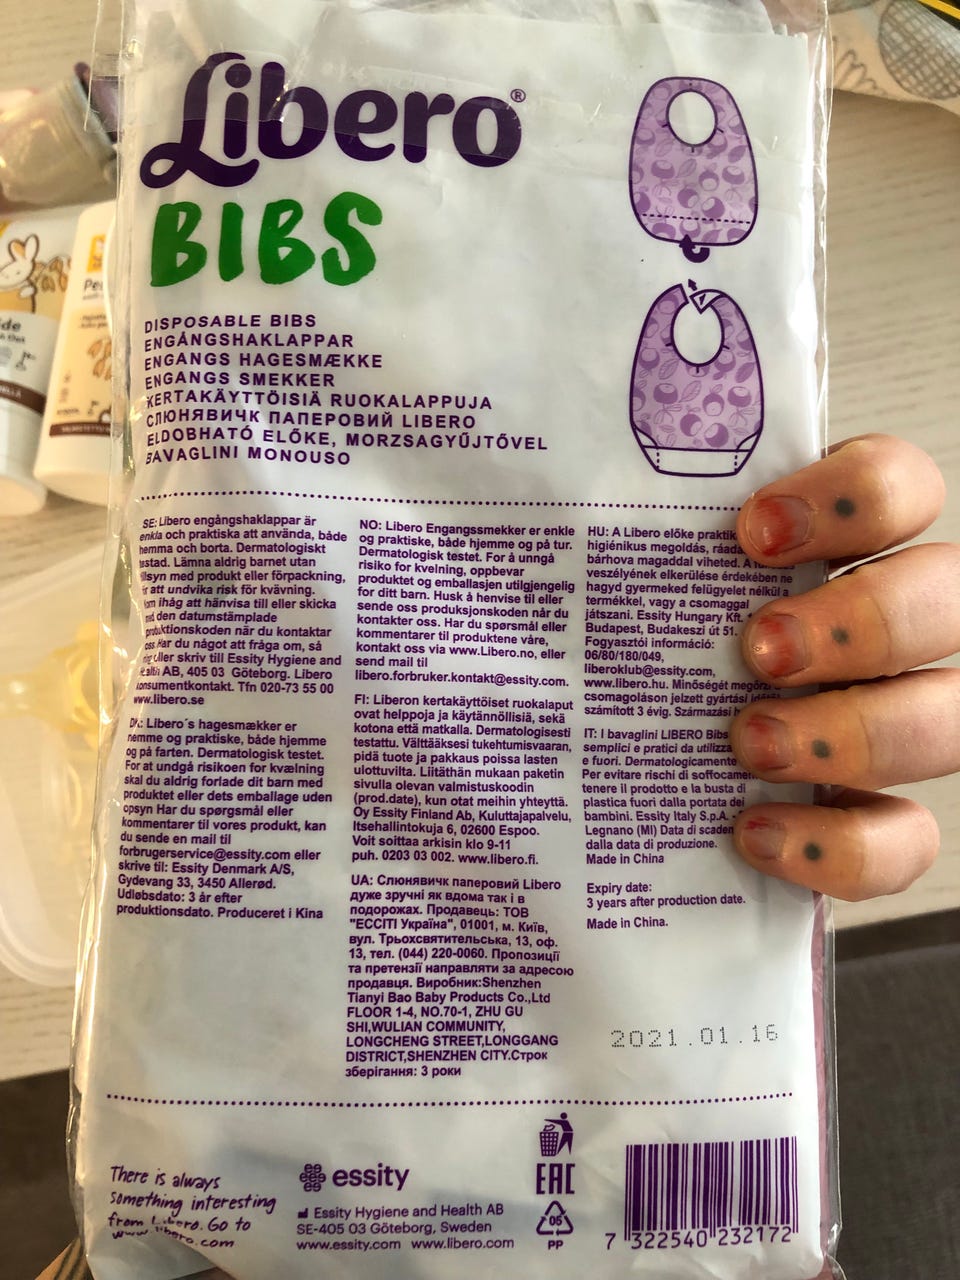 Libero®
BIBS
DISPOSABLE BIBS
ENGÅNGSHAKLAPPAR
ENGANGS HAGESMÆKKE
ENGANGS SMEKKER
KERTAKÄYTTÖISIÄ RUOKALAPPUJA
СЛЮНЯВИЧК ПАПЕРОВИЙ LIBERO
ELDOBHATÓ ELŐKE, MORZSAGYŰJTŐVEL
BAVAGLINI MONOUSO
SE: Libero engångshaklappar är
enkla och praktiska att använda, både
hemma och borta. Dermatologiskt
testad. Lämna aldrig barnet utan
tillsyn med produkt eller förpackning,
för att undvika risk för kvävning.
Kom ihåg att hänvisa till eller skicka
med den datumstämplade
produktionskoden när du kontaktar
oss. Har du något att fråga om, så
ring eller skriv till Essity Hygiene and
Health AB, 405 03 Göteborg. Libero
konsumentkontakt. Tfn 020-73 55 00
www.libero.se
DK: Libero´s hagesmækker er
nemme og praktiske, både hjemme
og på farten. Dermatologisk testet.
For at undgå risikoen for kvælning
skal du aldrig forlade dit barn med
produktet eller dets emballage uden
opsyn Har du spørgsmål eller
kommentarer til vores produkt, kan
du sende en mail til
forbrugerservice@essity.com eller
skrive til: Essity Denmark A/S,
Gydevang 33, 3450 Allerød.
Udløbsdato: 3 år efter
produktionsdato. Produceret i Kina
NO: Libero Engangssmekker er enkle
og praktiske, både hjemme og på tur.
Dermatologisk testet. For å unngå
risiko for kvelning, oppbevar
produktet og emballasjen utilgjengelig
for ditt barn. Husk å henvise til eller
sende oss produksjonskoden når du
kontakter oss. Har du spørsmål eller
kommentarer til produktene våre,
kontakt oss via www.Libero.no, eller
send mail til
libero.forbruker.kontakt@essity.com.
FI: Liberon kertakäyttöiset ruokalaput
ovat helppoja ja käytännöllisiä, sekä
kotona että matkalla. Dermatologisesti
testattu. Välttääksesi tukehtumisvaaran,
pidä tuote ja pakkaus poissa lasten
ulottuvilta. Liitäthän mukaan paketin
sivulla olevan valmistuskoodin
(prod.date), kun otat meihin yhteyttä.
Oy Essity Finland Ab, Kuluttajapalvelu,
Itsehallintokuja 6, 02600 Espoo.
Voit soittaa arkisin klo 9-11
puh. 0203 03 002. www.libero.fi.
UA: Слюнявичк паперовий Libero
дуже зручні як вдома так і в
подорожах. Продавець: ТОВ
"ЕССІТІ Україна", 01001, м. Київ,
вул. Трьохсвятительська, 13, оф.
13, тел. (044) 220-0060. Пропозиції
та претензії направляти за адресою
продавця. Виробник:Shenzhen
Tianyi Bao Baby Products Co.,Ltd
FLOOR 1-4, NO.70-1, ZHU GU
SHI,WULIAN COMMUNITY,
LONGCHENG STREET,LONGGANG
DISTRICT,SHENZHEN CITY.Строк
зберігання: 3 роки
HU: A Libero előke
higiénikus megoldás,
bárhova magaddal viheted. A
veszélyének elkerülése érdekében ne
hagyd gyermeked felügyelet nélkül a
termékkel, vagy a csomaggal
játszani. Essity Hungary Kft.
Budapest, Budakeszi út 51.
Fogyasztói információ:
06/80/180/049,
liberoklub@essity.com,
www.libero.hu. Minőségét megőrzi a
csomagoláson jelzett gyártási
számított 3 évig. Származási
IT: I bavaglini LIBERO Bibs
semplici e pratici da
e fuori. Dermatologicamente
Per evitare rischi di
tenere il prodotto e la busta di
plastica fuori dalla portata dei
bambini. Essity Italy S.p.A. -
Legnano (MI) Data di
dalla data di produzione.
Made in China
Expiry date:
3 years after production date.
Made in China.
2021.01.16
There is always
something interesting
from Libero. Go to
www.libero.com
essity
Essity Hygiene and Health AB
SE-405 03 Göteborg, Sweden
www.essity.com www.libero.com
EAC
05
PP
7 322540 232172